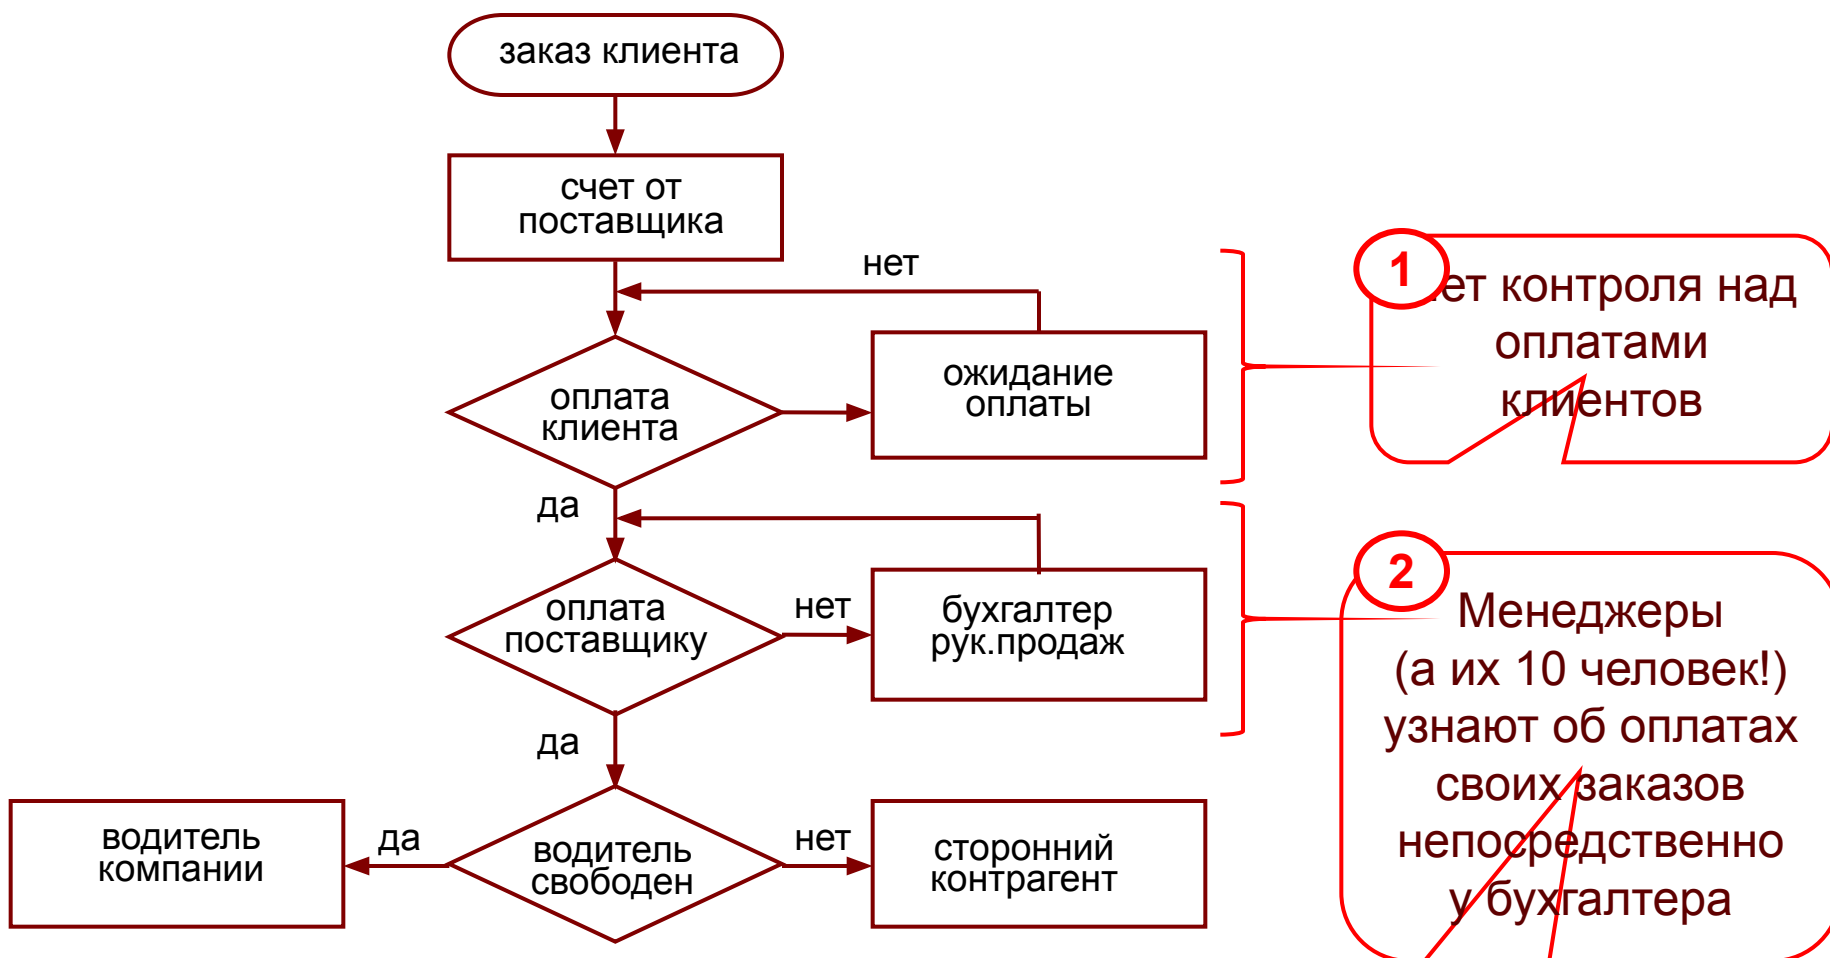 заказ клиента
счет от
поставщика
нет
1
ет контроля над
оплатами
клиентов
оплата
клиента
ожидание
оплаты
да
2
оплата
поставщику
нет
бухгалтер
рук.продаж
Менеджеры
(а их 10 человек!)
узнают об оплатах
своих заказов
непосредственно
у бухгалтера
да
водитель
компании
да
водитель
свободен
нет
сторонний
контрагент